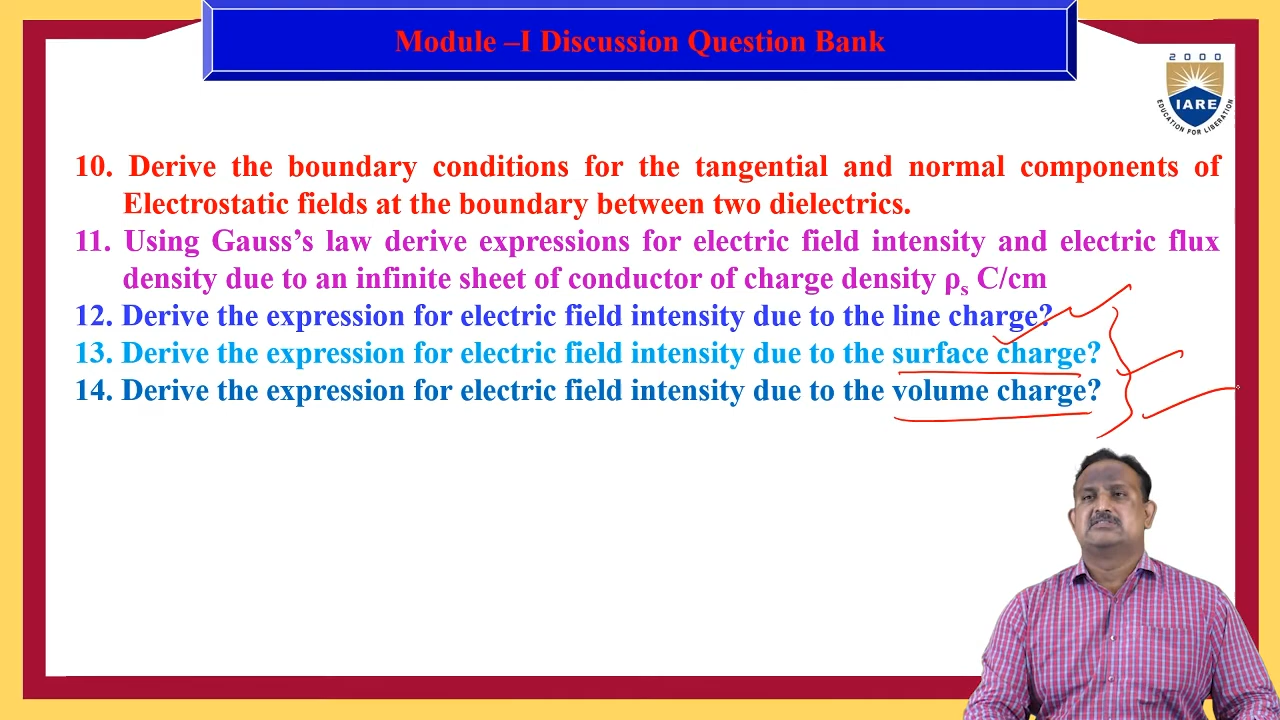 Module –I Discussion Question Bank
2 0 0 0
IARE
EDUCATION FOR LIBERATION
10. Derive the boundary conditions for the tangential and normal components of
Electrostatic fields at the boundary between two dielectrics.
11. Using Gauss’s law derive expressions for electric field intensity and electric flux
density due to an infinite sheet of conductor of charge density ρs C/cm
12. Derive the expression for electric field intensity due to the line charge?
13. Derive the expression for electric field intensity due to the surface charge?
14. Derive the expression for electric field intensity due to the volume charge?